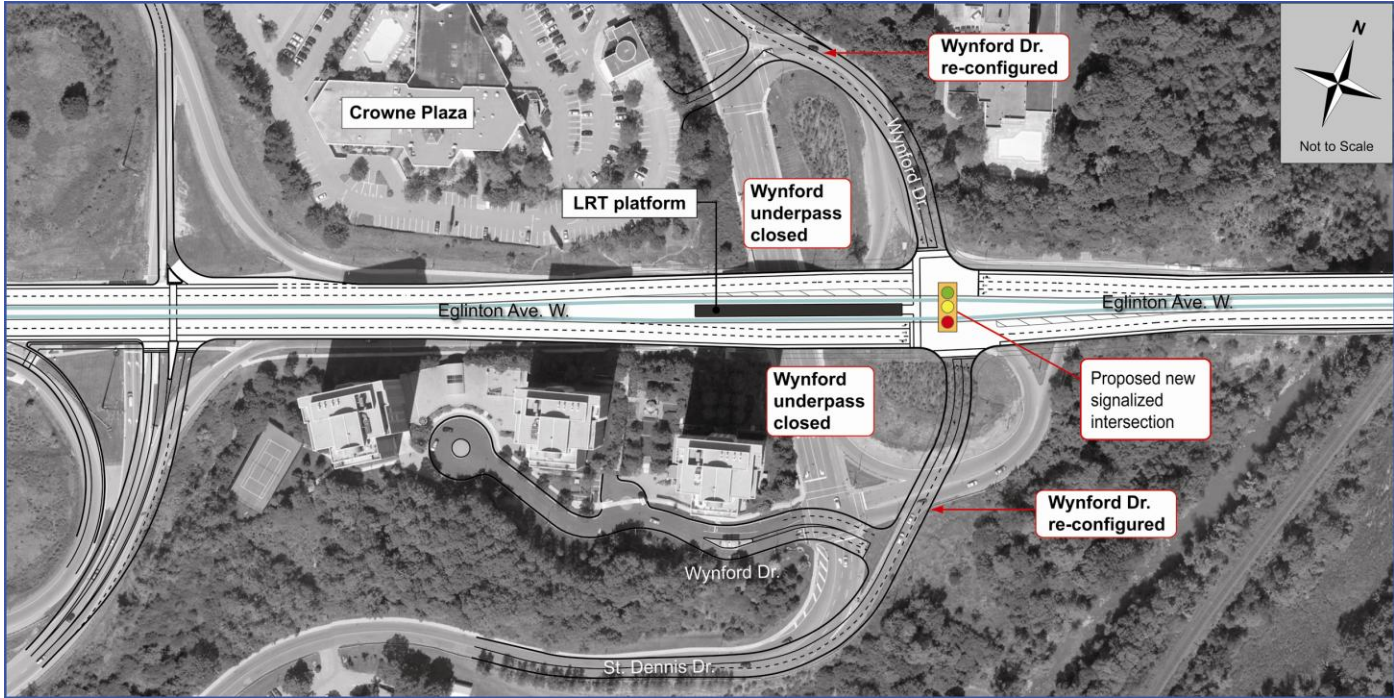 Wynford Dr.
re-configured
N
Not to Scale
Crowne Plaza
Wynford Dr.
LRT platform
Wynford
underpass
closed
Eglinton Ave. W.
Eglinton Ave. W.
Wynford
underpass
closed
Proposed new
signalized
intersection
Wynford Dr.
re-configured
Wynford Dr.
St. Dennis Dr.